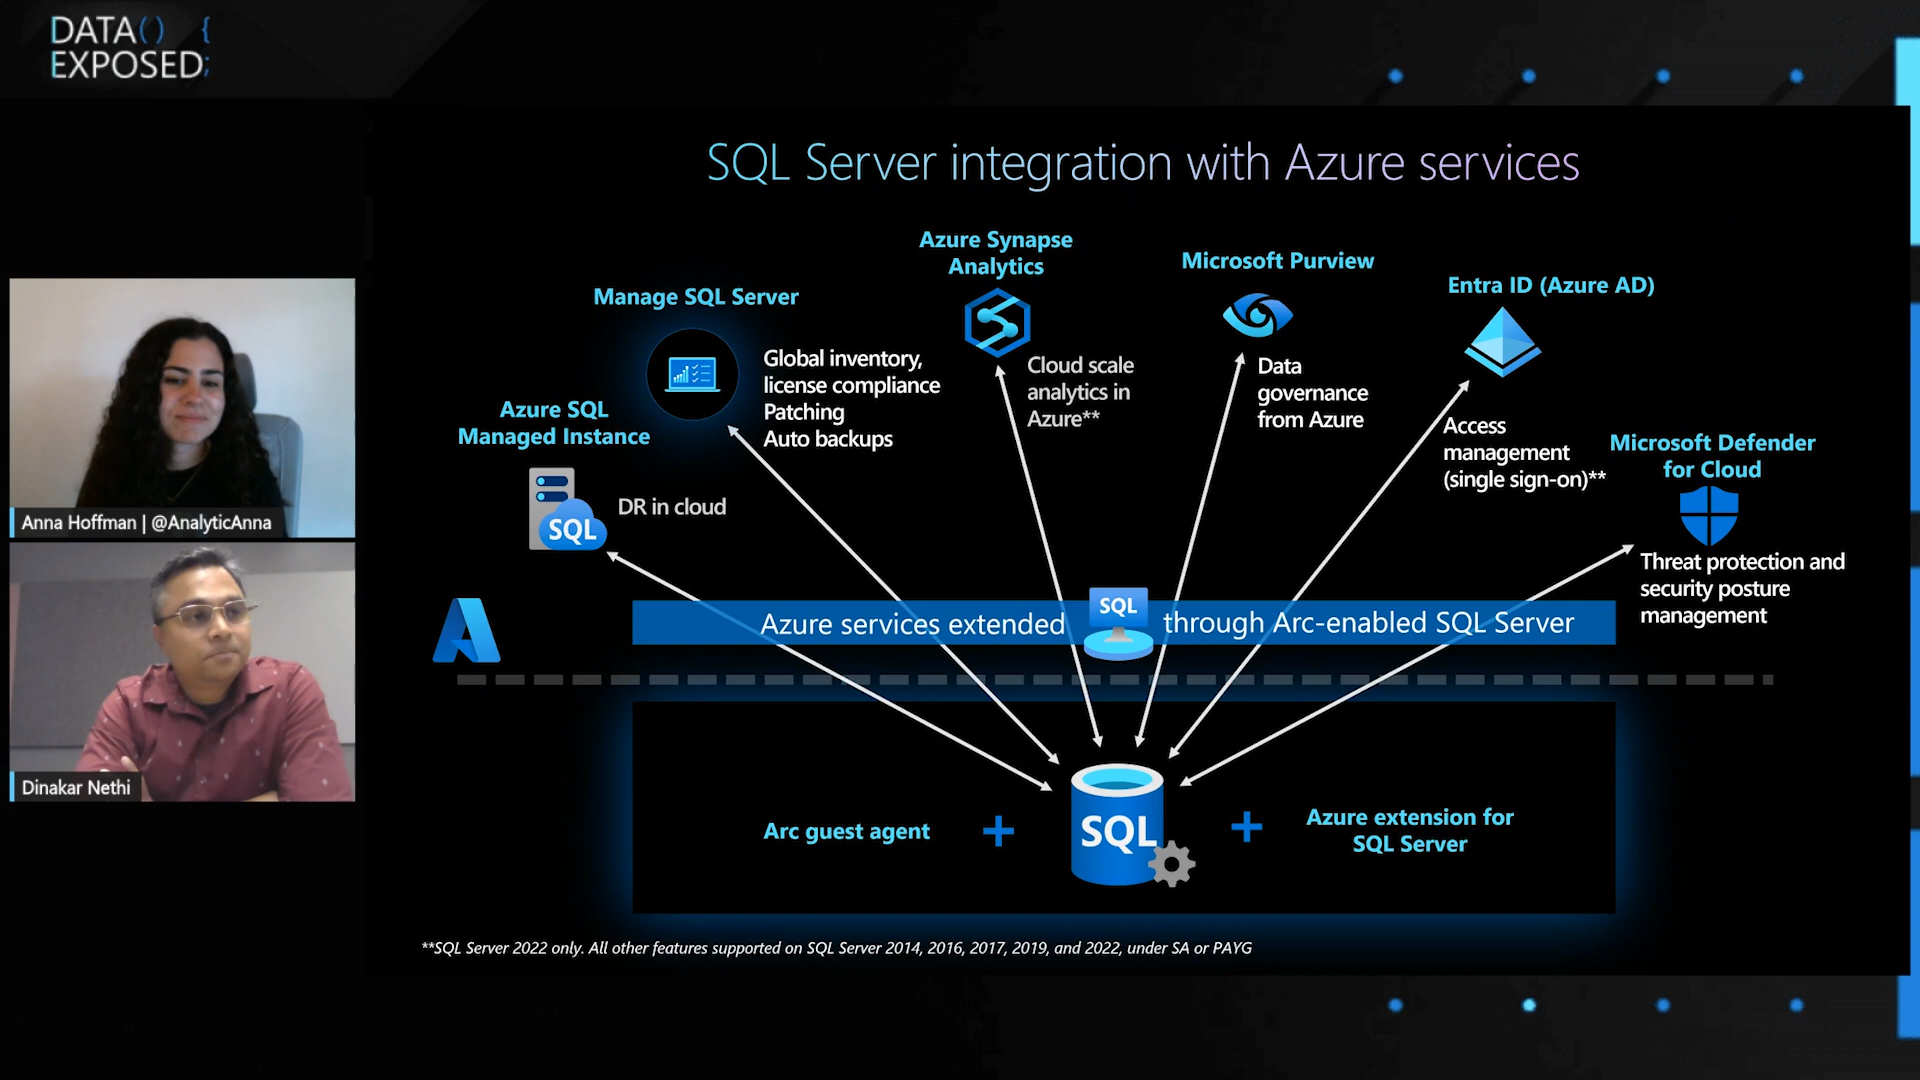 DATA() {
EXPOSED;
SQL Server integration with Azure services
Azure Synapse
Analytics
Microsoft Purview
Entra ID (Azure AD)
Manage SQL Server
Global inventory,
license compliance
Patching
Auto backups
Cloud scale
analytics in
Azure**
Data
governance
from Azure
Access
management
(single sign-on)**
Azure SQL
Managed Instance
SQL
DR in cloud
Microsoft Defender
for Cloud
Threat protection and
security posture
management
Anna Hoffman | @AnalyticAnna
Dinakar Nethi
Azure services extended
SQL
through Arc-enabled SQL Server
Arc guest agent
+
SQL
+
Azure extension for
SQL Server
**SQL Server 2022 only. All other features supported on SQL Server 2014, 2016, 2017, 2019, and 2022, under SA or PAYG